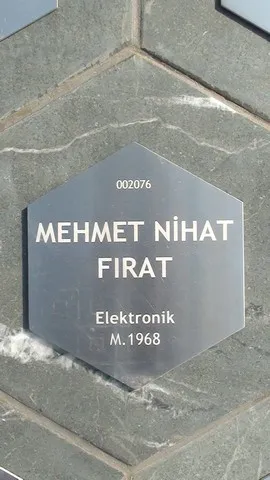 002076
MEHMET NİHAT
FIRAT
Elektronik
M.1968